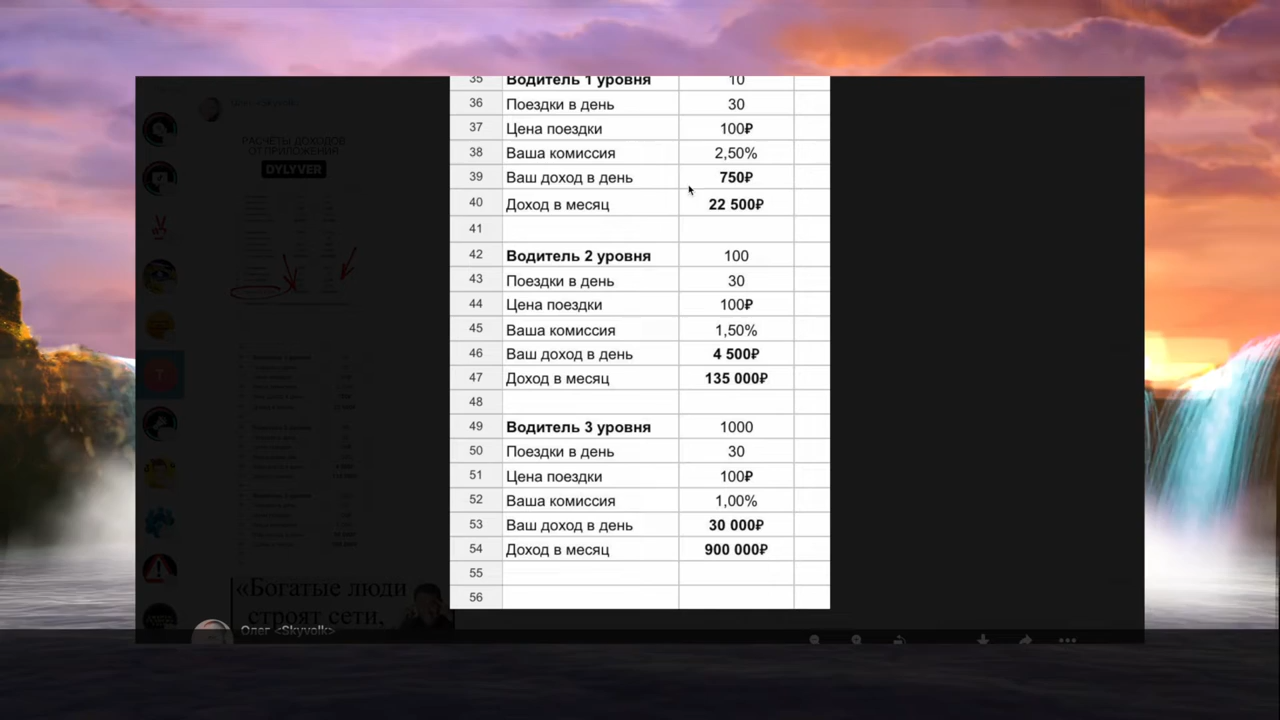 35 Водитель 1 уровня 10
36 Поездки в день 30
37 Цена поездки 100₽
38 Ваша комиссия 2,50%
39 Ваш доход в день 750₽
40 Доход в месяц 22 500₽
41
42 Водитель 2 уровня 100
43 Поездки в день 30
44 Цена поездки 100₽
45 Ваша комиссия 1,50%
46 Ваш доход в день 4 500₽
47 Доход в месяц 135 000₽
48
49 Водитель 3 уровня 1000
50 Поездки в день 30
51 Цена поездки 100₽
52 Ваша комиссия 1,00%
53 Ваш доход в день 30 000₽
54 Доход в месяц 900 000₽
55
56
РАСЧЕТЫ ДОХОДОВ
ОТ ПРИЛОЖЕНИЯ
DYLYVER
«Богатые люди
строят сети,
Олег <Skyvolk>